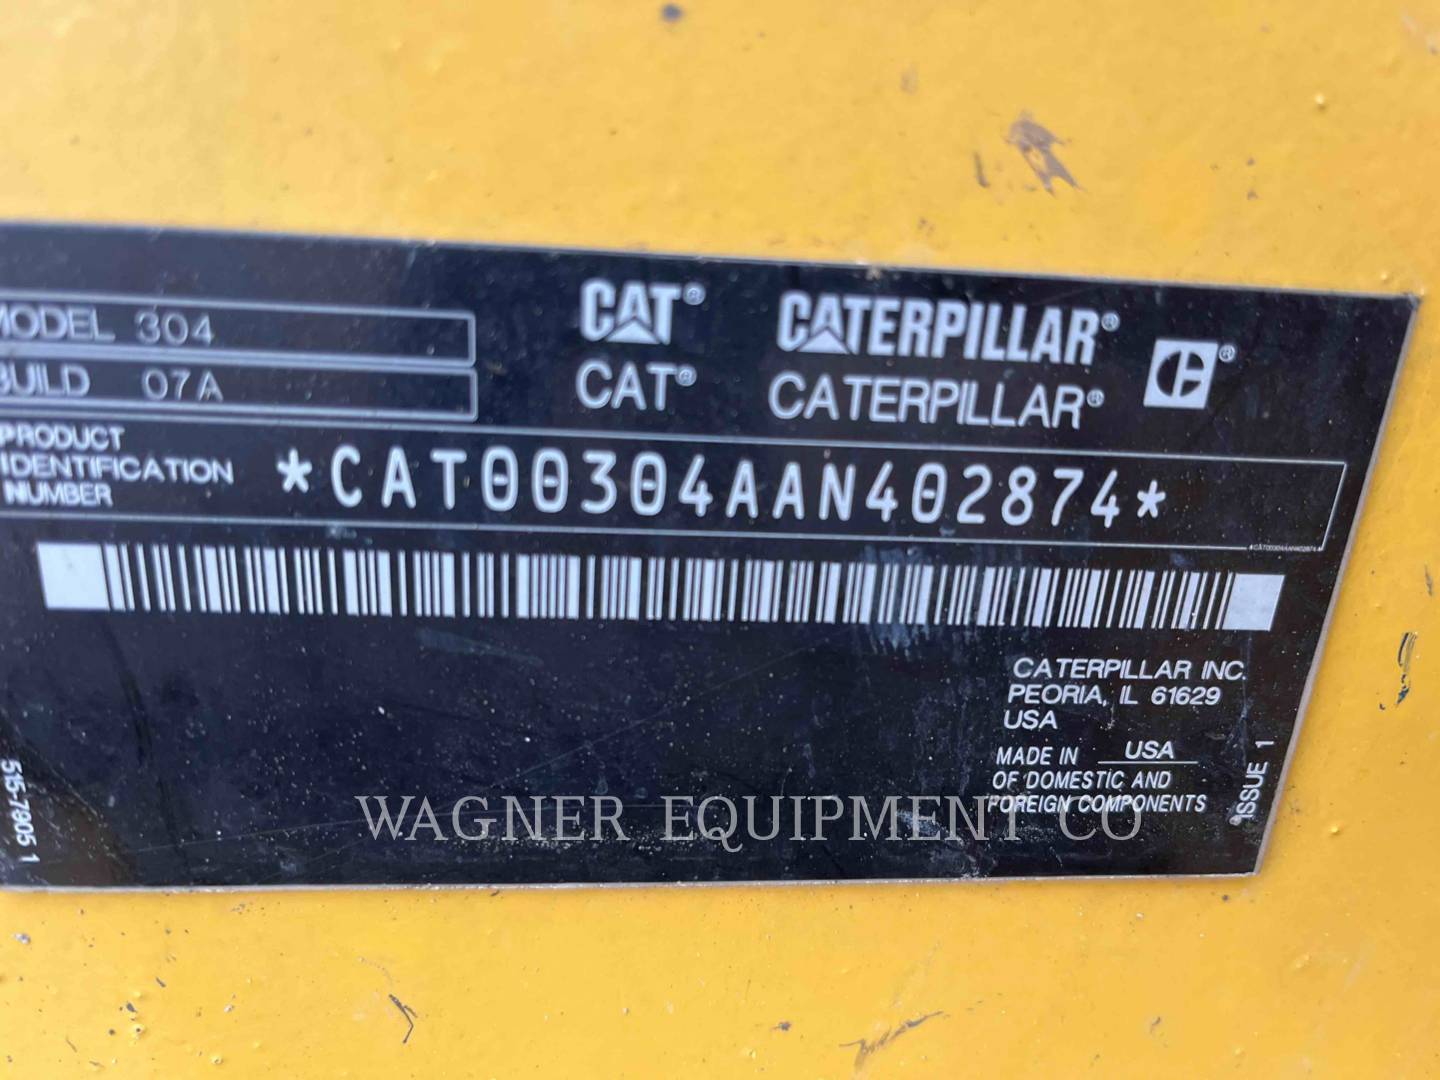 MODEL 304
BUILD 07A
CAT® CATERPILLAR®
CAT® CATERPILLAR®
PRODUCT
IDENTIFICATION
NUMBER
*CAT00304AAN402874*
*CAT00304AAN402874*
CATERPILLAR INC.
PEORIA, IL 61629
USA
MADE IN USA
OF DOMESTIC AND
FOREIGN COMPONENTS
ISSUE 1
515-7905 1
WAGNER EQUIPMENT CO